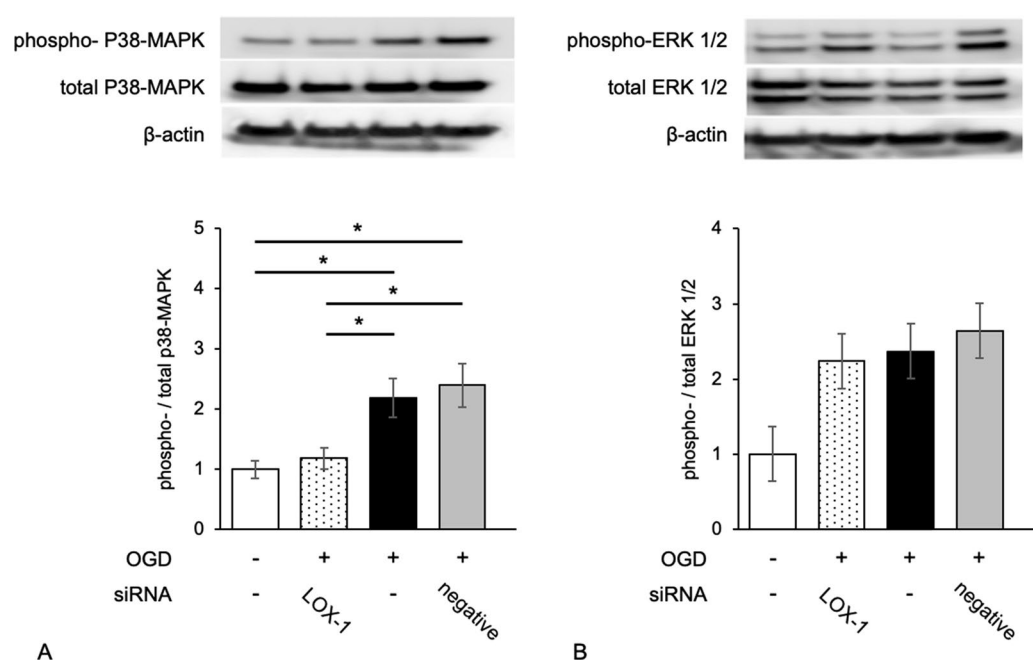 phospho- P38-MAPK
total P38-MAPK
β-actin
phospho- / total p38-MAPK
5
4
3
2
1
0
*
*
*
*
OGD - + + +
siRNA - LOX-1 - negative
A
phospho-ERK 1/2
total ERK 1/2
β-actin
phospho- / total ERK 1/2
4
3
2
1
0
OGD - + + +
siRNA - LOX-1 - negative
B